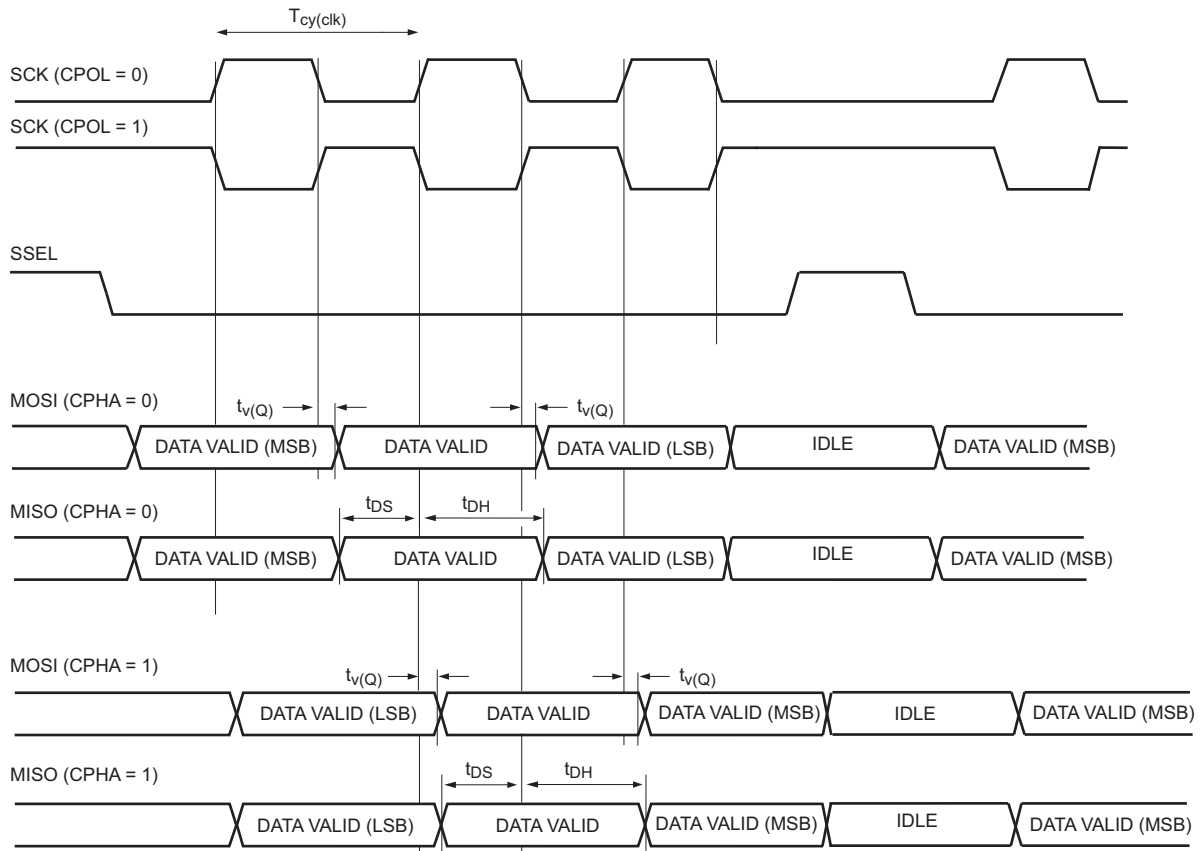 Tcy(clk)
SCK (CPOL = 0)
SCK (CPOL = 1)
SSEL
MOSI (CPHA = 0)
tv(Q) tv(Q)
DATA VALID (MSB) DATA VALID DATA VALID (LSB) IDLE DATA VALID (MSB)
MISO (CPHA = 0)
tDS tDH
DATA VALID (MSB) DATA VALID DATA VALID (LSB) IDLE DATA VALID (MSB)
MOSI (CPHA = 1)
tv(Q) tv(Q)
DATA VALID (LSB) DATA VALID DATA VALID (MSB) IDLE DATA VALID (MSB)
MISO (CPHA = 1)
tDS tDH
DATA VALID (LSB) DATA VALID DATA VALID (MSB) IDLE DATA VALID (MSB)